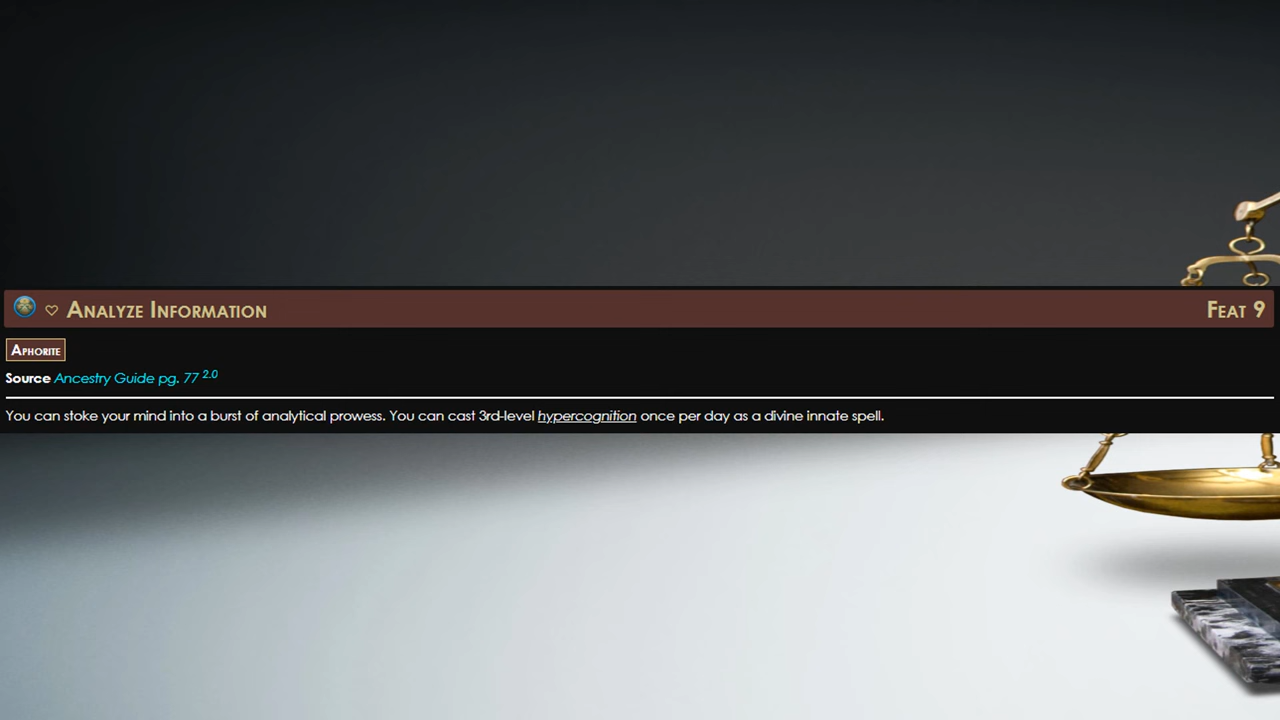 Analyze Information Feat 9
Aphorite
Source Ancestry Guide pg. 77 2.0
You can stoke your mind into a burst of analytical prowess. You can cast 3rd-level hypercognition once per day as a divine innate spell.